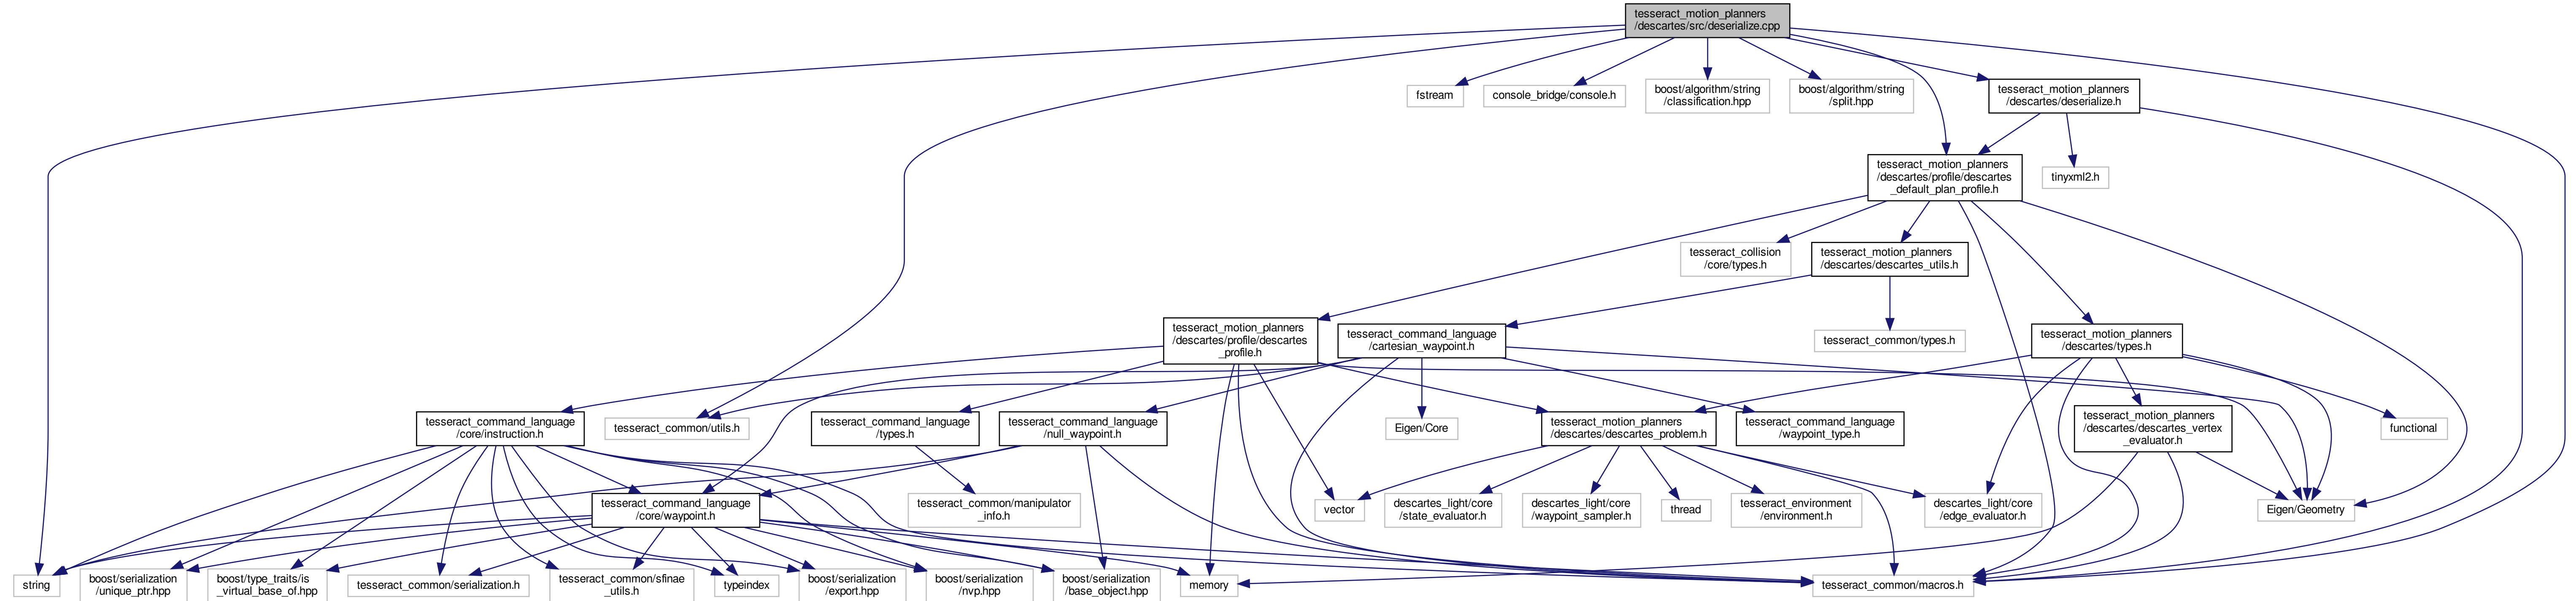 tesseract_motion_planners
/descartes/src/deserialize.cpp
fstream
console_bridge/console.h
boost/algorithm/string
/classification.hpp
boost/algorithm/string
/split.hpp
tesseract_motion_planners
/descartes/deserialize.h
tesseract_motion_planners
/descartes/profile/descartes
_default_plan_profile.h
tinyxml2.h
tesseract_collision
/core/types.h
tesseract_motion_planners
/descartes/descartes_utils.h
tesseract_motion_planners
/descartes/profile/descartes
_profile.h
tesseract_command_language
/cartesian_waypoint.h
tesseract_common/types.h
tesseract_motion_planners
/descartes/types.h
tesseract_command_language
/core/instruction.h
tesseract_common/utils.h
tesseract_command_language
/types.h
tesseract_command_language
/null_waypoint.h
Eigen/Core
tesseract_motion_planners
/descartes/descartes_problem.h
tesseract_command_language
/waypoint_type.h
tesseract_motion_planners
/descartes/descartes_vertex
_evaluator.h
functional
tesseract_command_language
/core/waypoint.h
tesseract_common/manipulator
_info.h
vector
descartes_light/core
/state_evaluator.h
descartes_light/core
/waypoint_sampler.h
thread
tesseract_environment
/environment.h
descartes_light/core
/edge_evaluator.h
Eigen/Geometry
string
boost/serialization
/unique_ptr.hpp
boost/type_traits/is
_virtual_base_of.hpp
tesseract_common/serialization.h
tesseract_common/sfinae
_utils.h
typeindex
boost/serialization
/export.hpp
boost/serialization
/nvp.hpp
boost/serialization
/base_object.hpp
memory
tesseract_common/macros.h